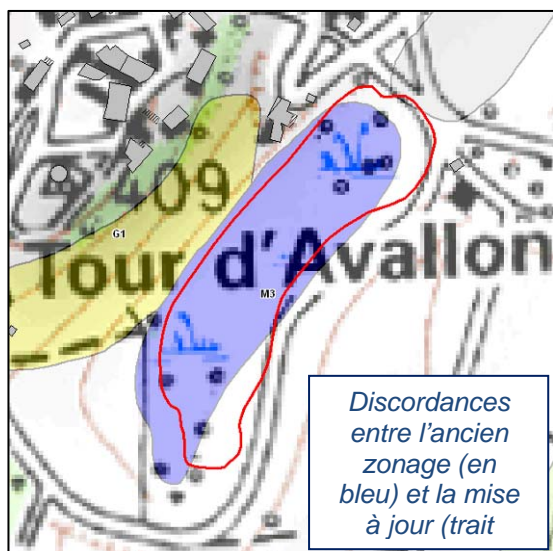 409
G1
Tour d'Avallon
M3
Discordances
entre l'ancien
zonage (en
bleu) et la mise
à jour (trait